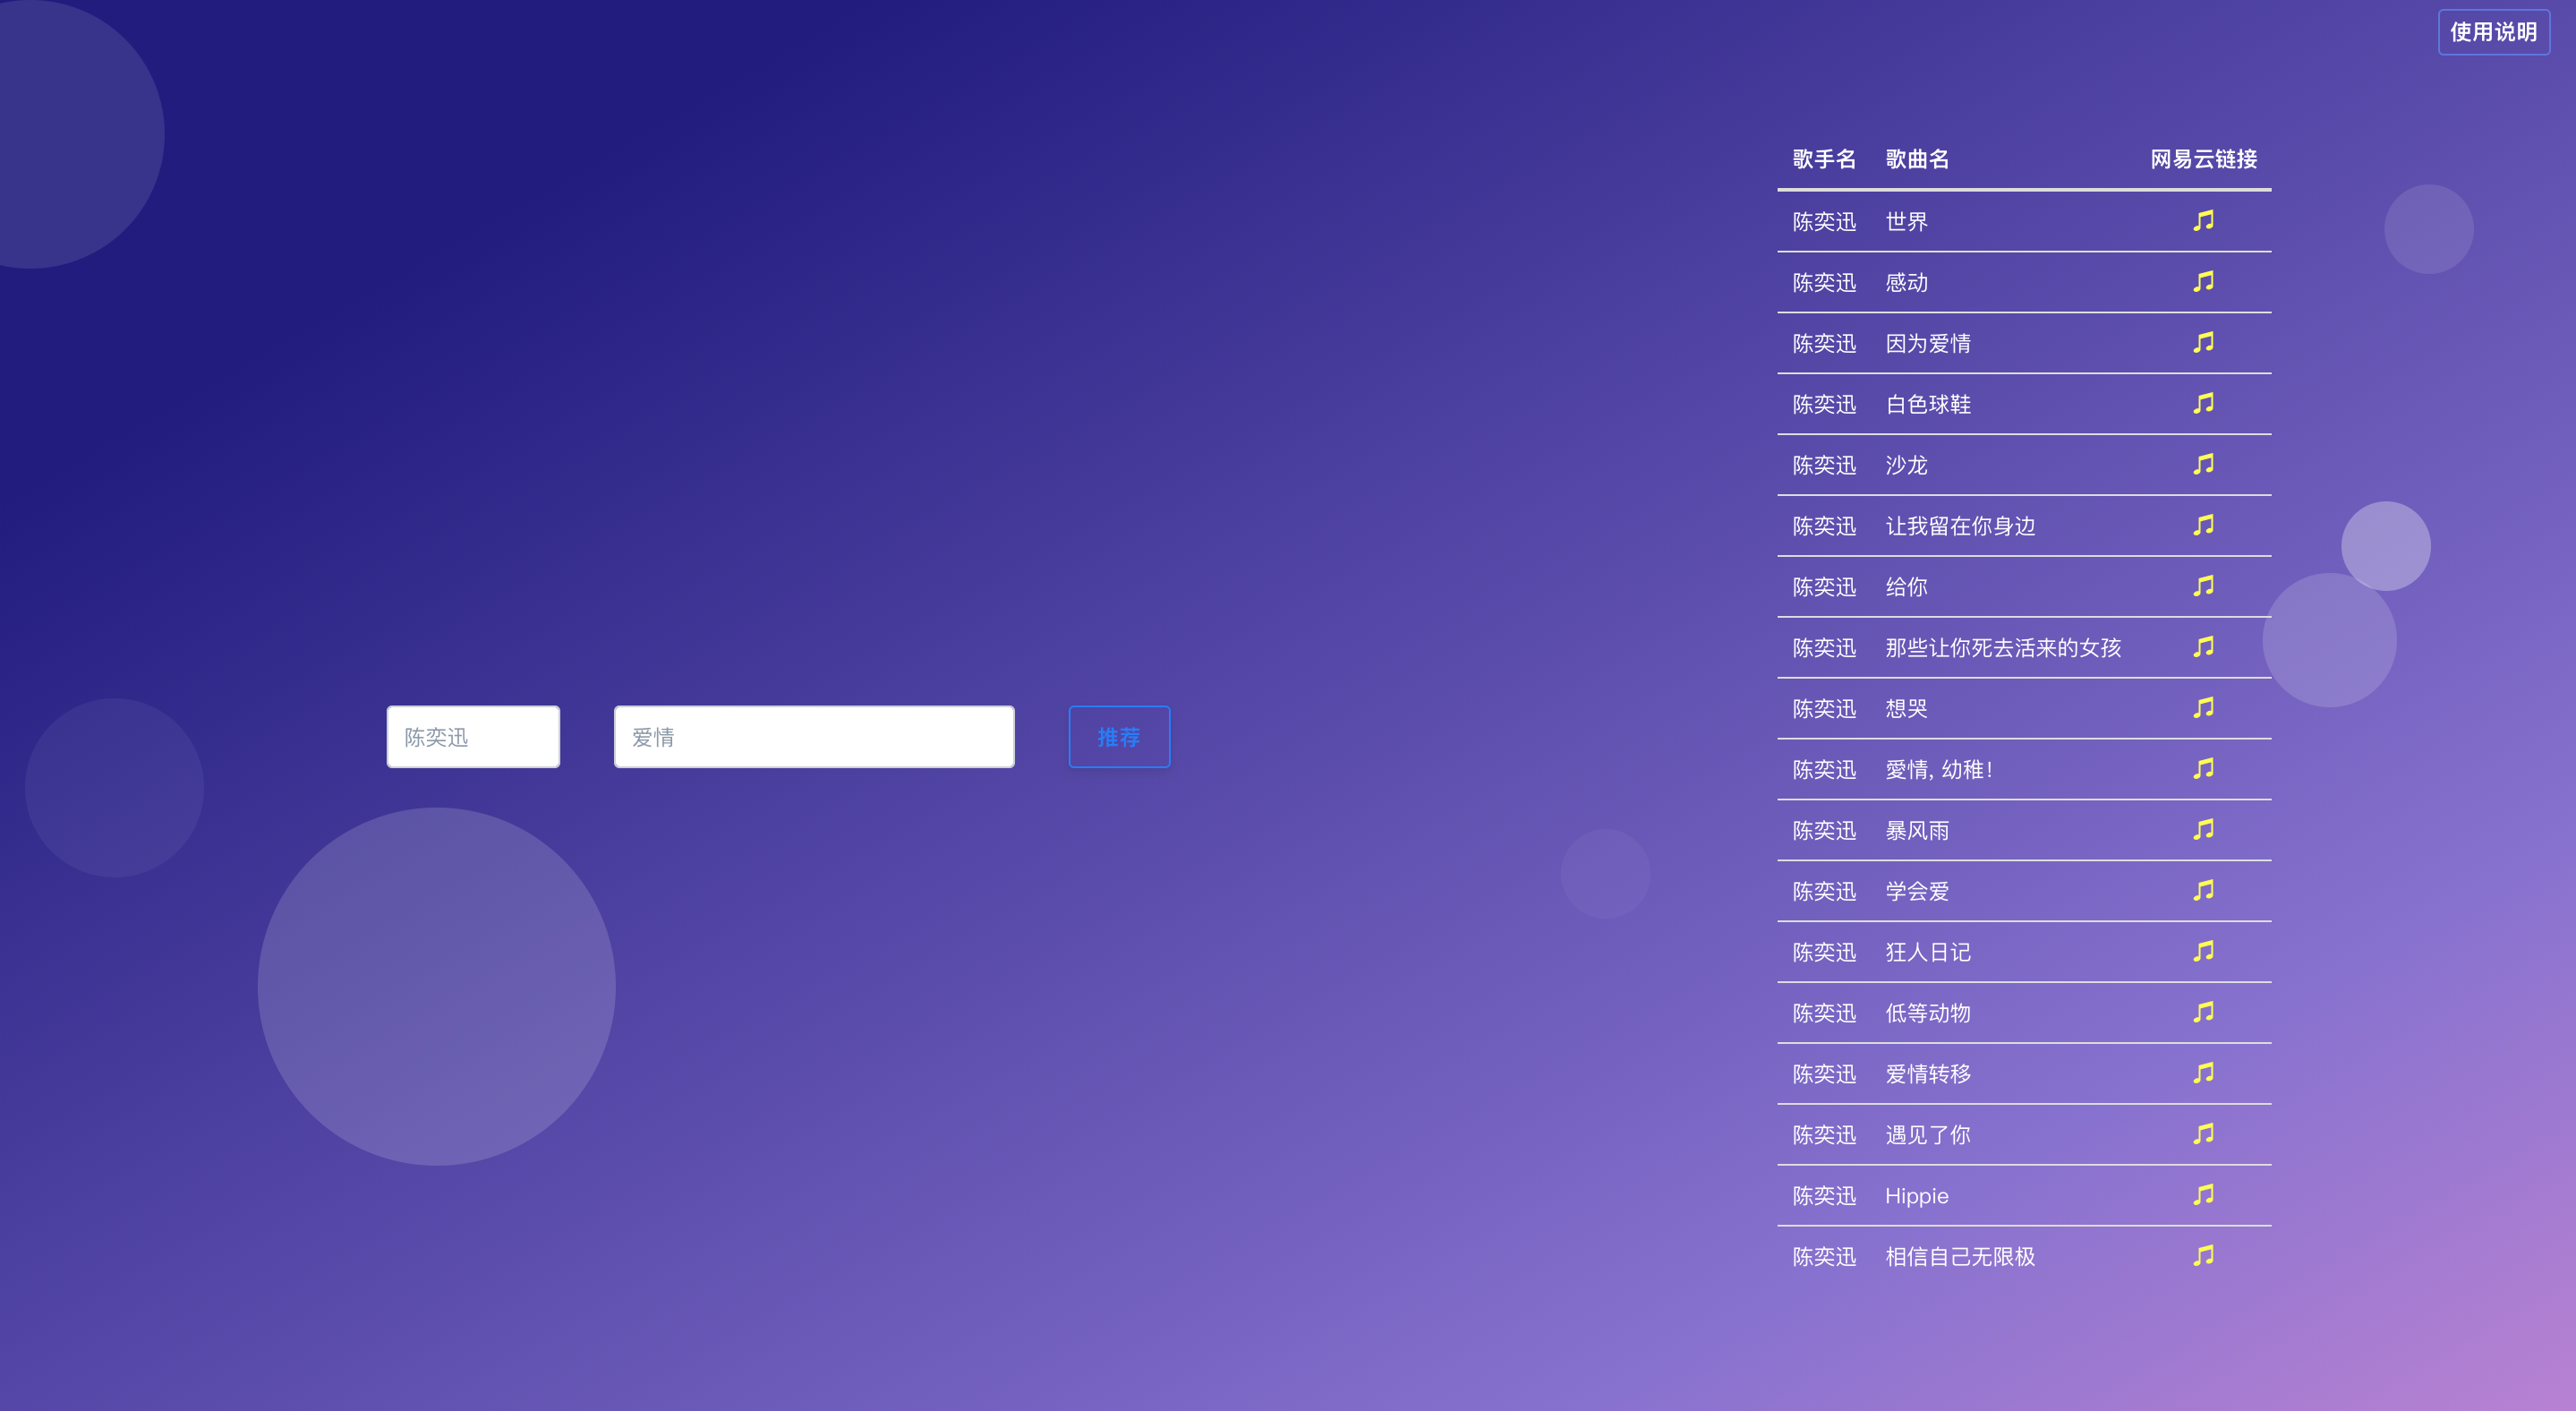 使用说明
歌手名 歌曲名 网易云链接
陈奕迅 世界
陈奕迅 感动
陈奕迅 因为爱情
陈奕迅 白色球鞋
陈奕迅 沙龙
陈奕迅 让我留在你身边
陈奕迅 给你
陈奕迅 那些让你死去活来的女孩
陈奕迅 想哭
陈奕迅 愛情, 幼稚!
陈奕迅 暴风雨
陈奕迅 学会爱
陈奕迅 狂人日记
陈奕迅 低等动物
陈奕迅 爱情转移
陈奕迅 遇见了你
陈奕迅 Hippie
陈奕迅 相信自己无限极
陈奕迅 爱情 推荐